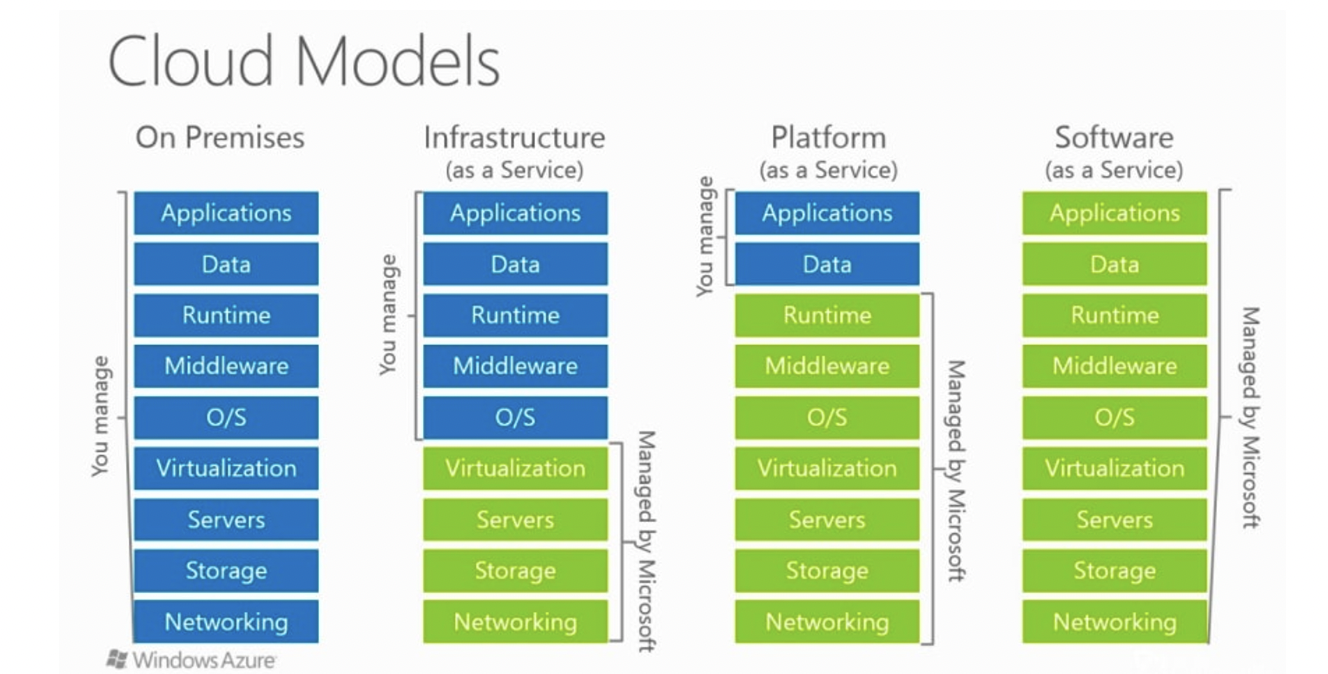 Cloud Models
On Premises
You manage
Applications
Data
Runtime
Middleware
O/S
Virtualization
Servers
Storage
Networking
Infrastructure
(as a Service)
You manage
Applications
Data
Runtime
Middleware
O/S
Virtualization
Servers
Storage
Networking
Managed by Microsoft
Platform
(as a Service)
You manage
Applications
Data
Runtime
Middleware
O/S
Virtualization
Servers
Storage
Networking
Managed by Microsoft
Software
(as a Service)
Applications
Data
Runtime
Middleware
O/S
Virtualization
Servers
Storage
Networking
Managed by Microsoft
Windows Azure